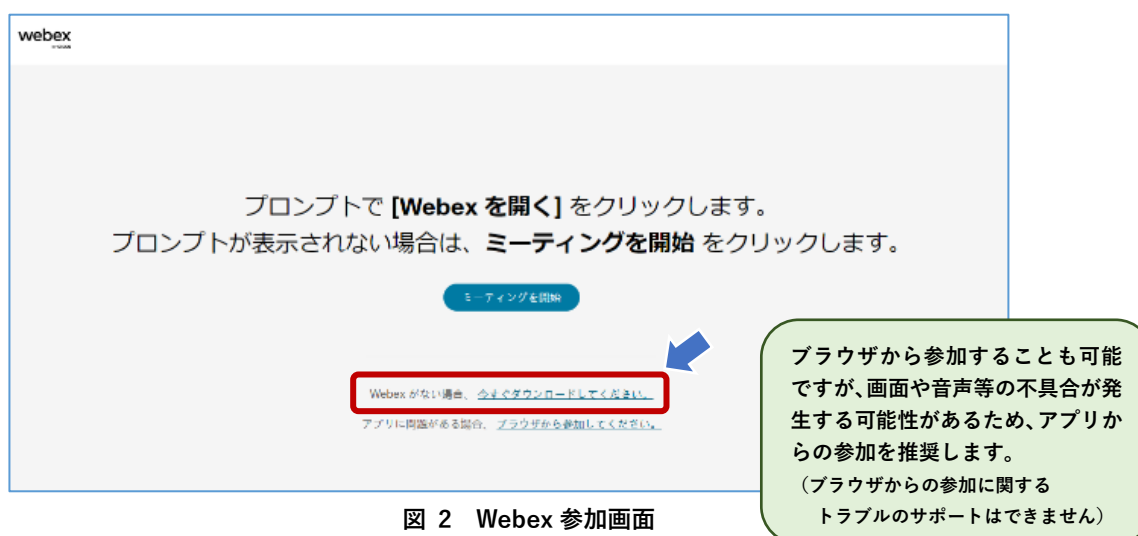 webex
プロンプトで [Webex を開く] をクリックします。
プロンプトが表示されない場合は、ミーティングを開始 をクリックします。
ミーティングを開始
Webex がない場合、今すぐダウンロードしてください。
アプリに問題がある場合、ブラウザから参加してください。
ブラウザから参加することも可能
ですが、画面や音声等の不具合が発
生する可能性があるため、アプリか
らの参加を推奨します。
（ブラウザからの参加に関する
トラブルのサポートはできません）
図 2 Webex 参加画面